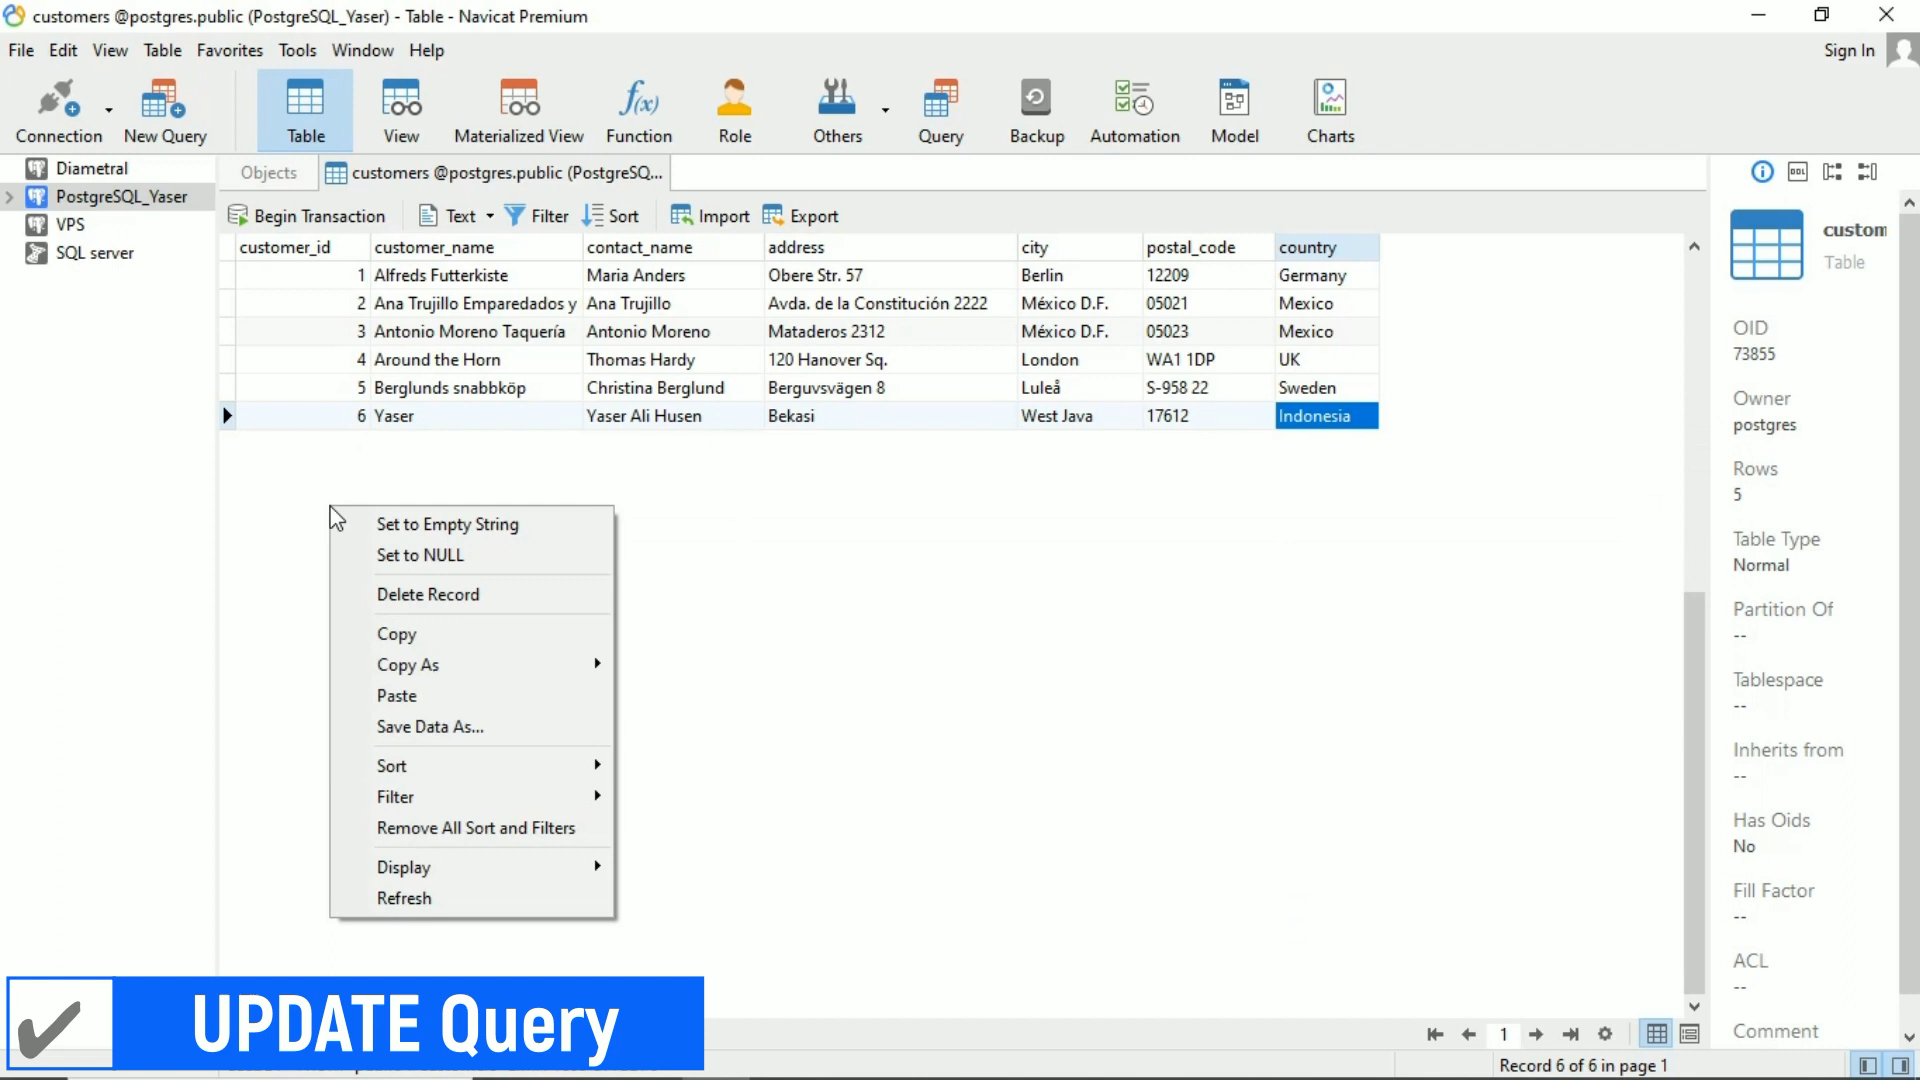 customers @postgres.public (PostgreSQL_Yaser) - Table - Navicat Premium
File Edit View Table Favorites Tools Window Help
Sign In
Connection New Query Table View Materialized View Function Role Others Query Backup Automation Model Charts
Diametral
PostgreSQL_Yaser
VPS
SQL server
Objects customers @postgres.public (PostgreSQ...
Begin Transaction Text Filter Sort Import Export
customer_id customer_name contact_name address city postal_code country
1 Alfreds Futterkiste Maria Anders Obere Str. 57 Berlin 12209 Germany
2 Ana Trujillo Emparedados y Ana Trujillo Avda. de la Constitución 2222 México D.F. 05021 Mexico
3 Antonio Moreno Taquería Antonio Moreno Mataderos 2312 México D.F. 05023 Mexico
4 Around the Horn Thomas Hardy 120 Hanover Sq. London WA1 1DP UK
5 Berglunds snabbköp Christina Berglund Berguvsvägen 8 Luleå S-958 22 Sweden
6 Yaser Yaser Ali Husen Bekasi West Java 17612 Indonesia
Set to Empty String
Set to NULL
Delete Record
Copy
Copy As
Paste
Save Data As...
Sort
Filter
Remove All Sort and Filters
Display
Refresh
DDL
custom
Table
OID
73855
Owner
postgres
Rows
5
Table Type
Normal
Partition Of
--
Tablespace
--
Inherits from
--
Has Oids
No
Fill Factor
--
ACL
--
Comment
UPDATE Query
1
Record 6 of 6 in page 1